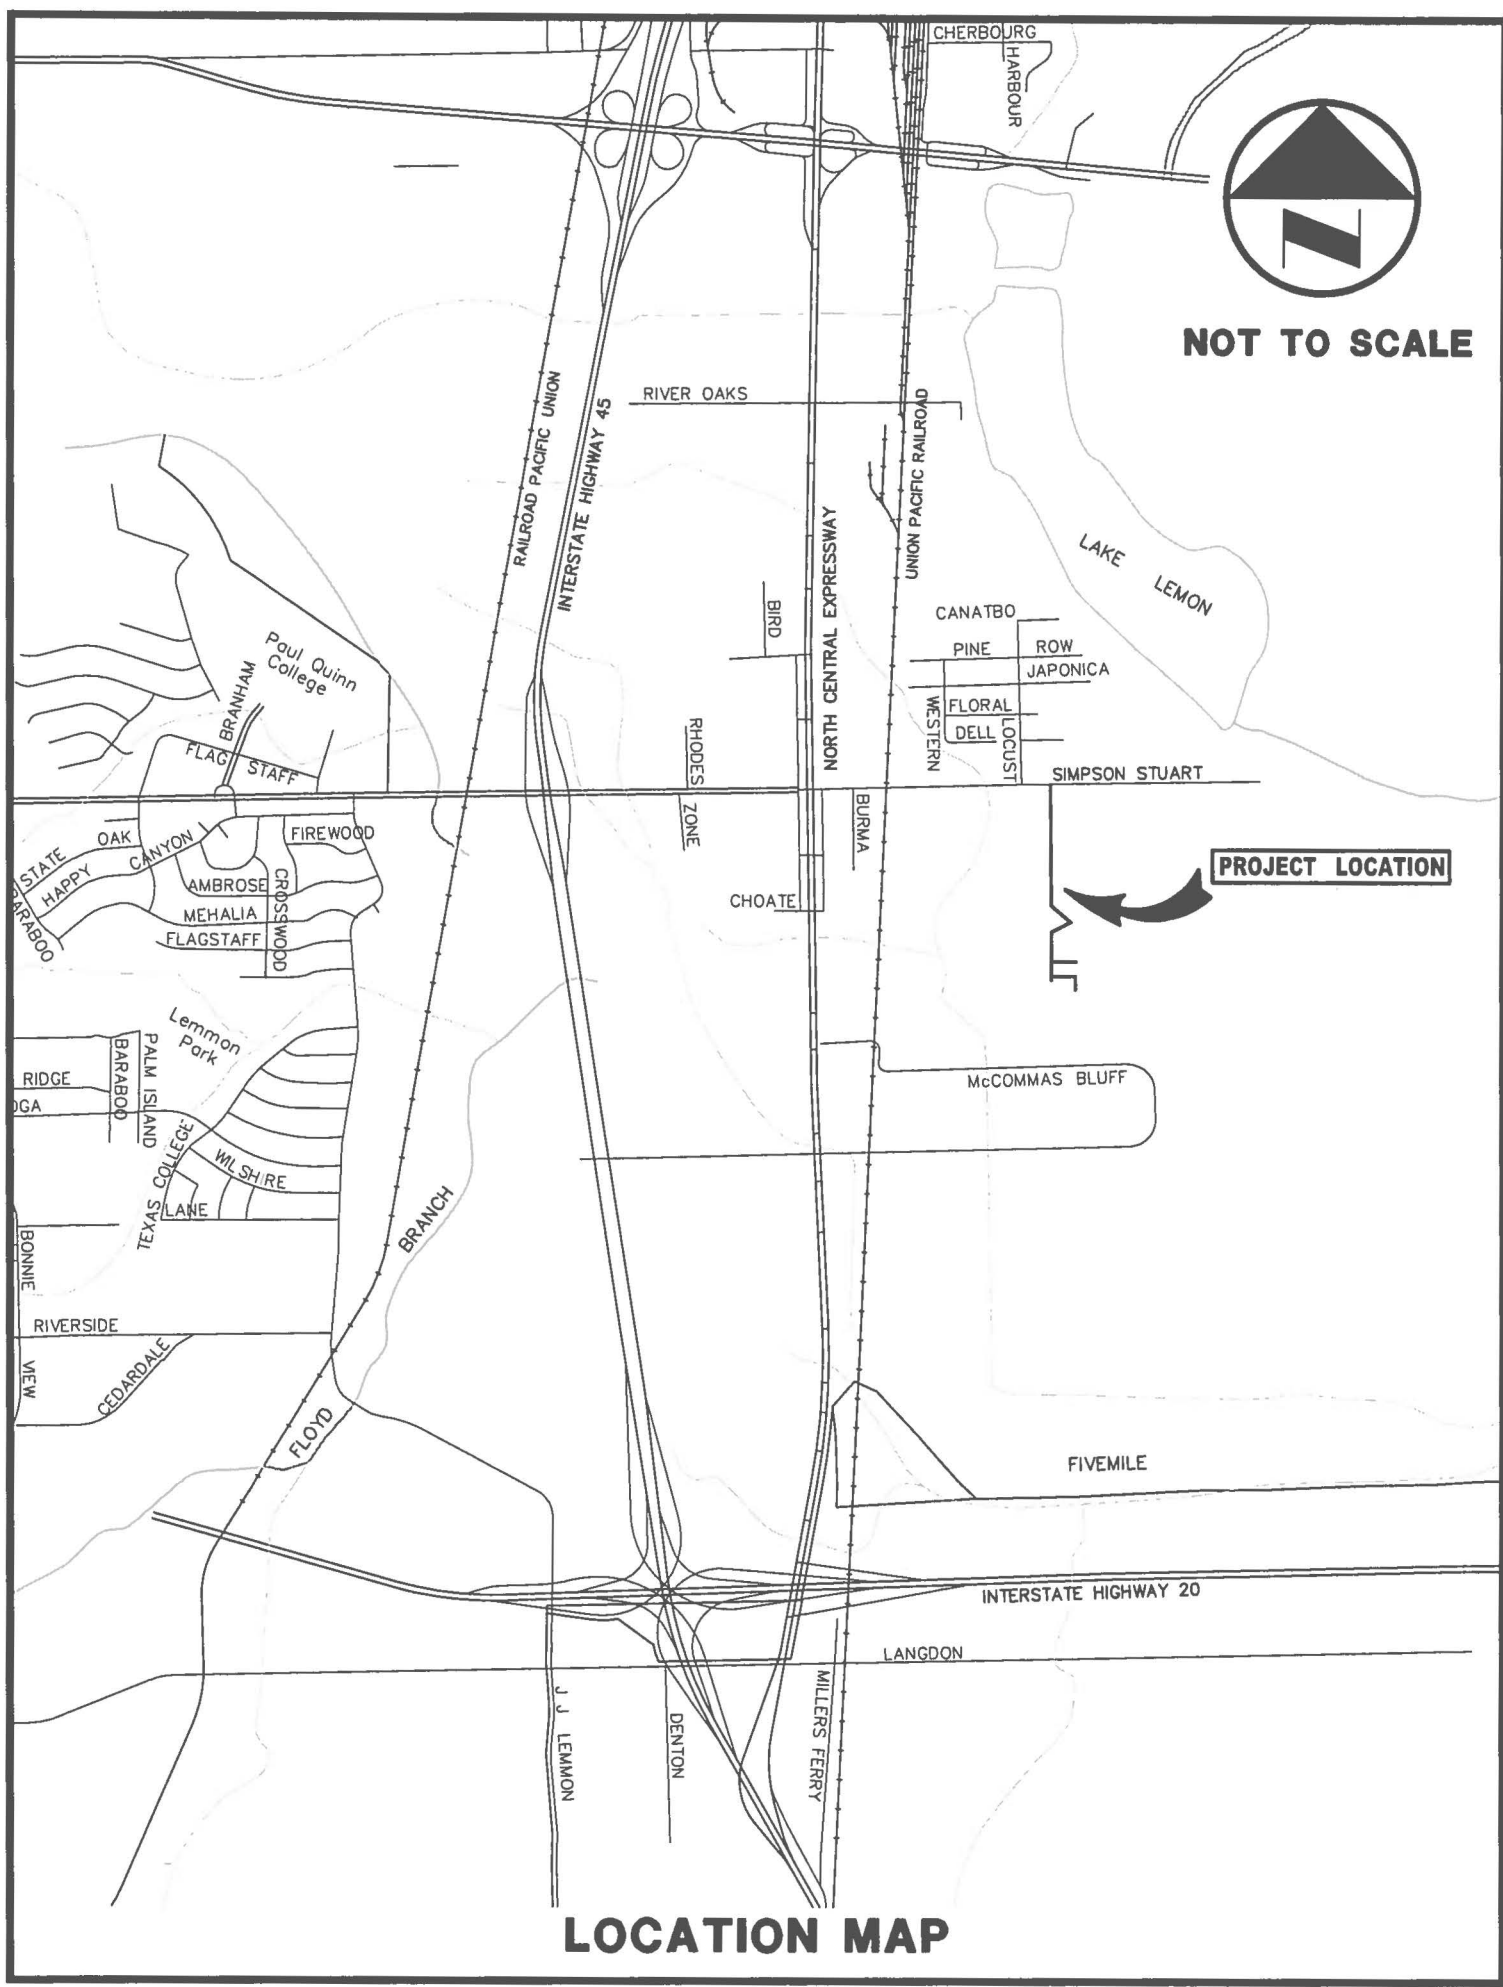 CHERBOURG
HARBOUR
N
NOT TO SCALE
RIVER OAKS
RAILROAD PACIFIC UNION
INTERSTATE HIGHWAY 45
UNION PACIFIC RAILROAD
NORTH CENTRAL EXPRESSWAY
LAKE LEMON
BIRD
CANATBO
PINE ROW
JAPONICA
WESTERN
FLORAL
DELL
LOCUST
Paul Quinn
College
BRANHAM
FLAG STAFF
RHODES
SIMPSON STUART
ZONE
BURMA
OAK
CANYON
FIREWOOD
STATE
HAPPY
AMBROSE
CROSSWOOD
MEHALIA
FLAGSTAFF
BARABOO
CHOATE
PROJECT LOCATION
Lemmon
Park
PALM ISLAND
BARABOO
RIDGE
OGA
McCOMMAS BLUFF
TEXAS COLLEGE
WILSHIRE
LANE
BRANCH
BONNIE
RIVERSIDE
VIEW
CEDARDALE
FLOYD
FIVEMILE
INTERSTATE HIGHWAY 20
LANGDON
J J LEMMON
DENTON
MILLERS FERRY
LOCATION MAP